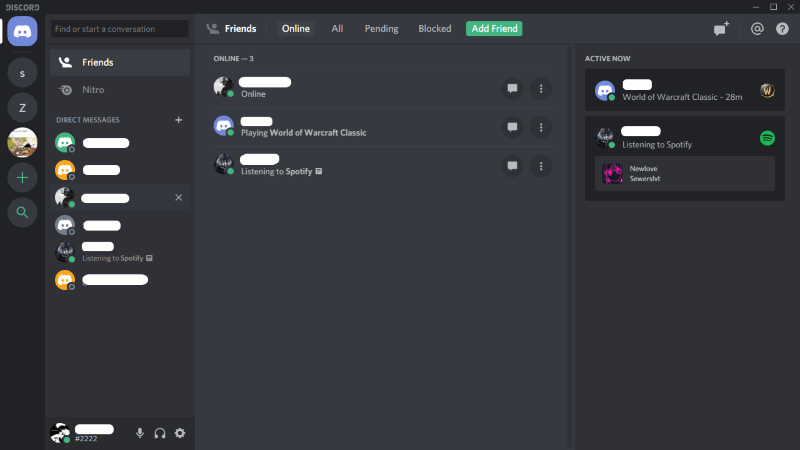 DISCORD
Find or start a conversation
Friends
Online
All
Pending
Blocked
Add Friend
S
Z
Friends
Nitro
DIRECT MESSAGES
Listening to Spotify
#2222
ONLINE — 3
Online
Playing World of Warcraft Classic
Listening to Spotify
ACTIVE NOW
World of Warcraft Classic – 28m
Listening to Spotify
Newlove
Sewerslvt